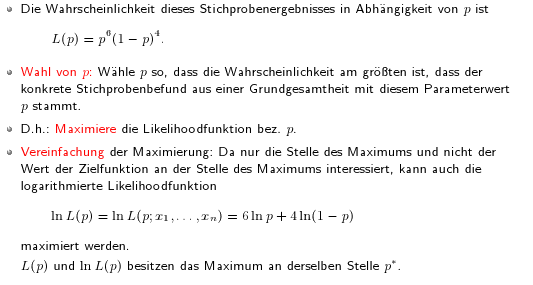 • Die Wahrscheinlichkeit dieses Stichprobenergebnisses in Abhängigkeit von p ist
L(p) = p⁶(1 − p)⁴.
• Wahl von p: Wähle p so, dass die Wahrscheinlichkeit am größten ist, dass der
konkrete Stichprobenbefund aus einer Grundgesamtheit mit diesem Parameterwert
p stammt.
• D.h.: Maximiere die Likelihoodfunktion bez. p.
• Vereinfachung der Maximierung: Da nur die Stelle des Maximums und nicht der
Wert der Zielfunktion an der Stelle des Maximums interessiert, kann auch die
logarithmierte Likelihoodfunktion
ln L(p) = ln L(p; x₁, . . . , xₙ) = 6 ln p + 4 ln(1 − p)
maximiert werden.
L(p) und ln L(p) besitzen das Maximum an derselben Stelle p*.